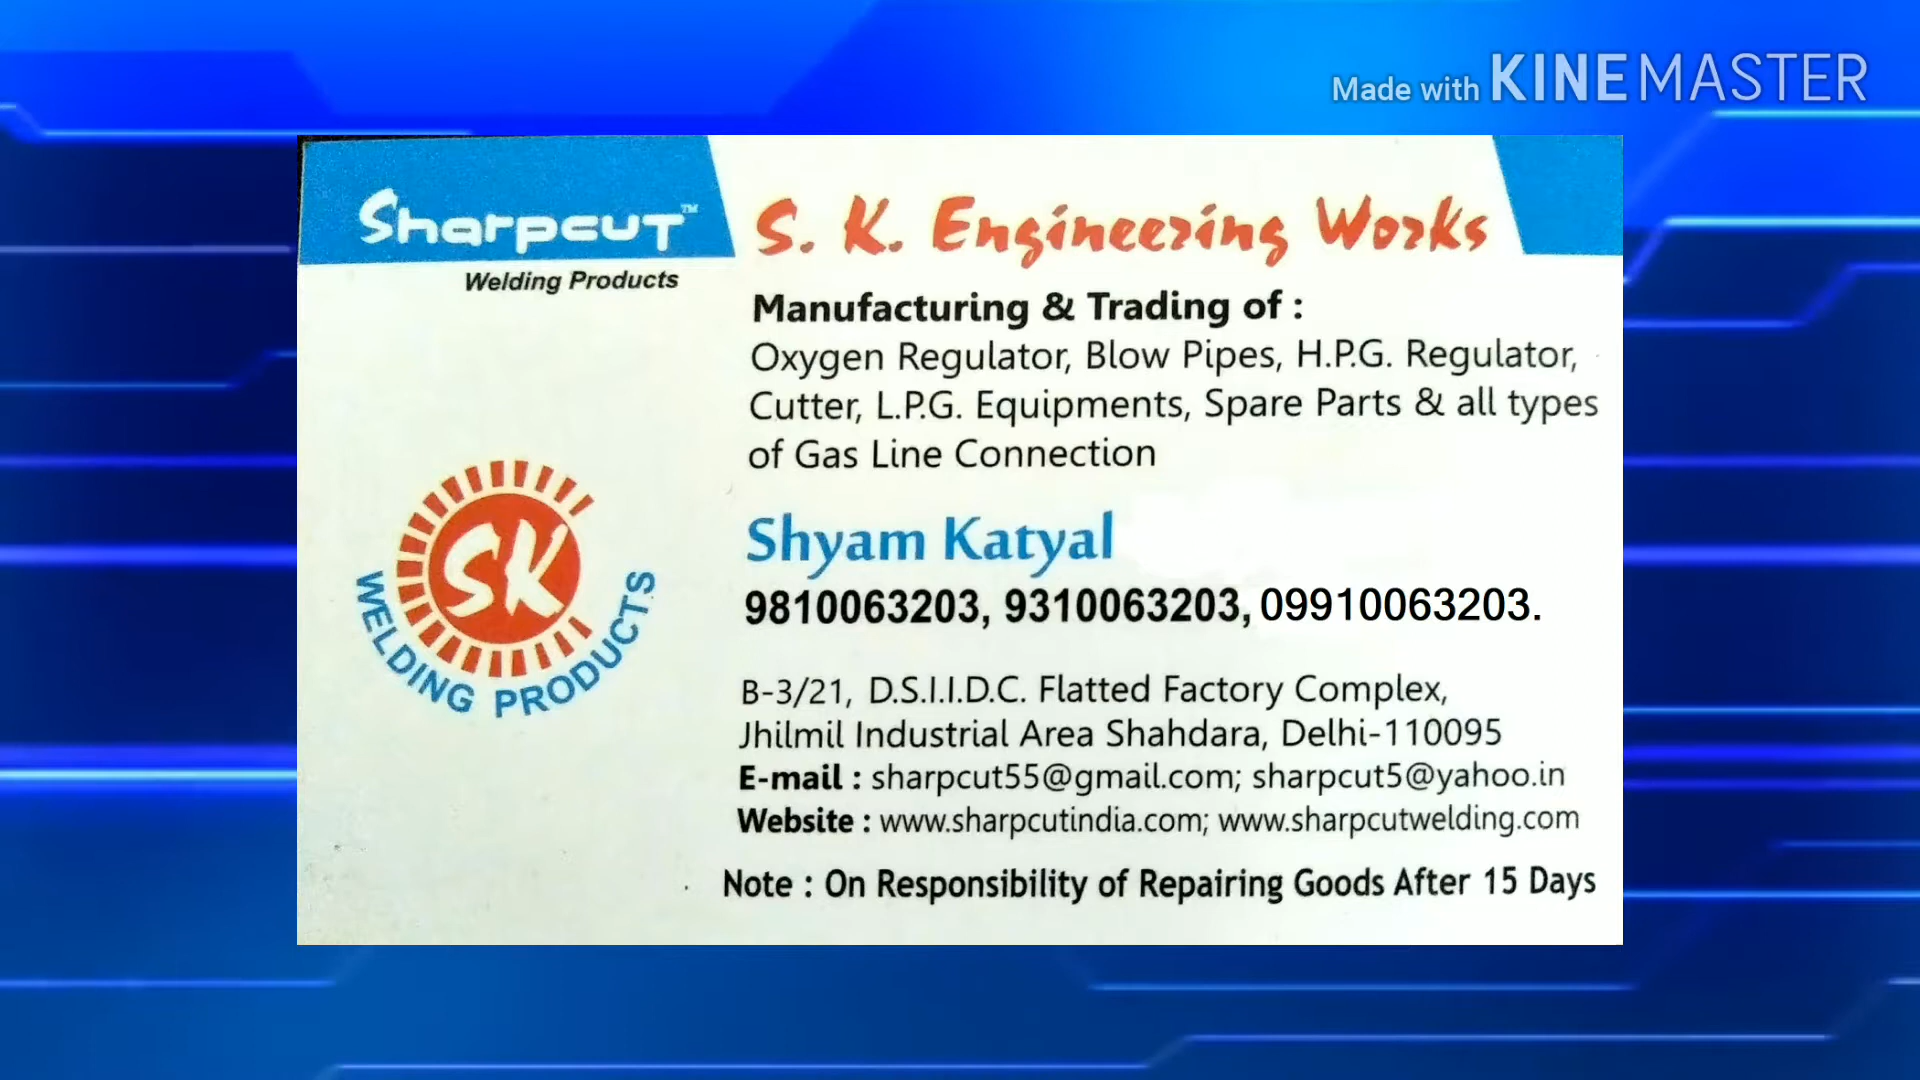 Made with KINEMASTER
Sharpcut™
Welding Products
S. K. Engineering Works
Manufacturing & Trading of :
Oxygen Regulator, Blow Pipes, H.P.G. Regulator,
Cutter, L.P.G. Equipments, Spare Parts & all types
of Gas Line Connection
SK
WELDING PRODUCTS
Shyam Katyal
9810063203, 9310063203, 09910063203.
B-3/21, D.S.I.I.D.C. Flatted Factory Complex,
Jhilmil Industrial Area Shahdara, Delhi-110095
E-mail : sharpcut55@gmail.com; sharpcut5@yahoo.in
Website : www.sharpcutindia.com; www.sharpcutwelding.com
Note : On Responsibility of Repairing Goods After 15 Days